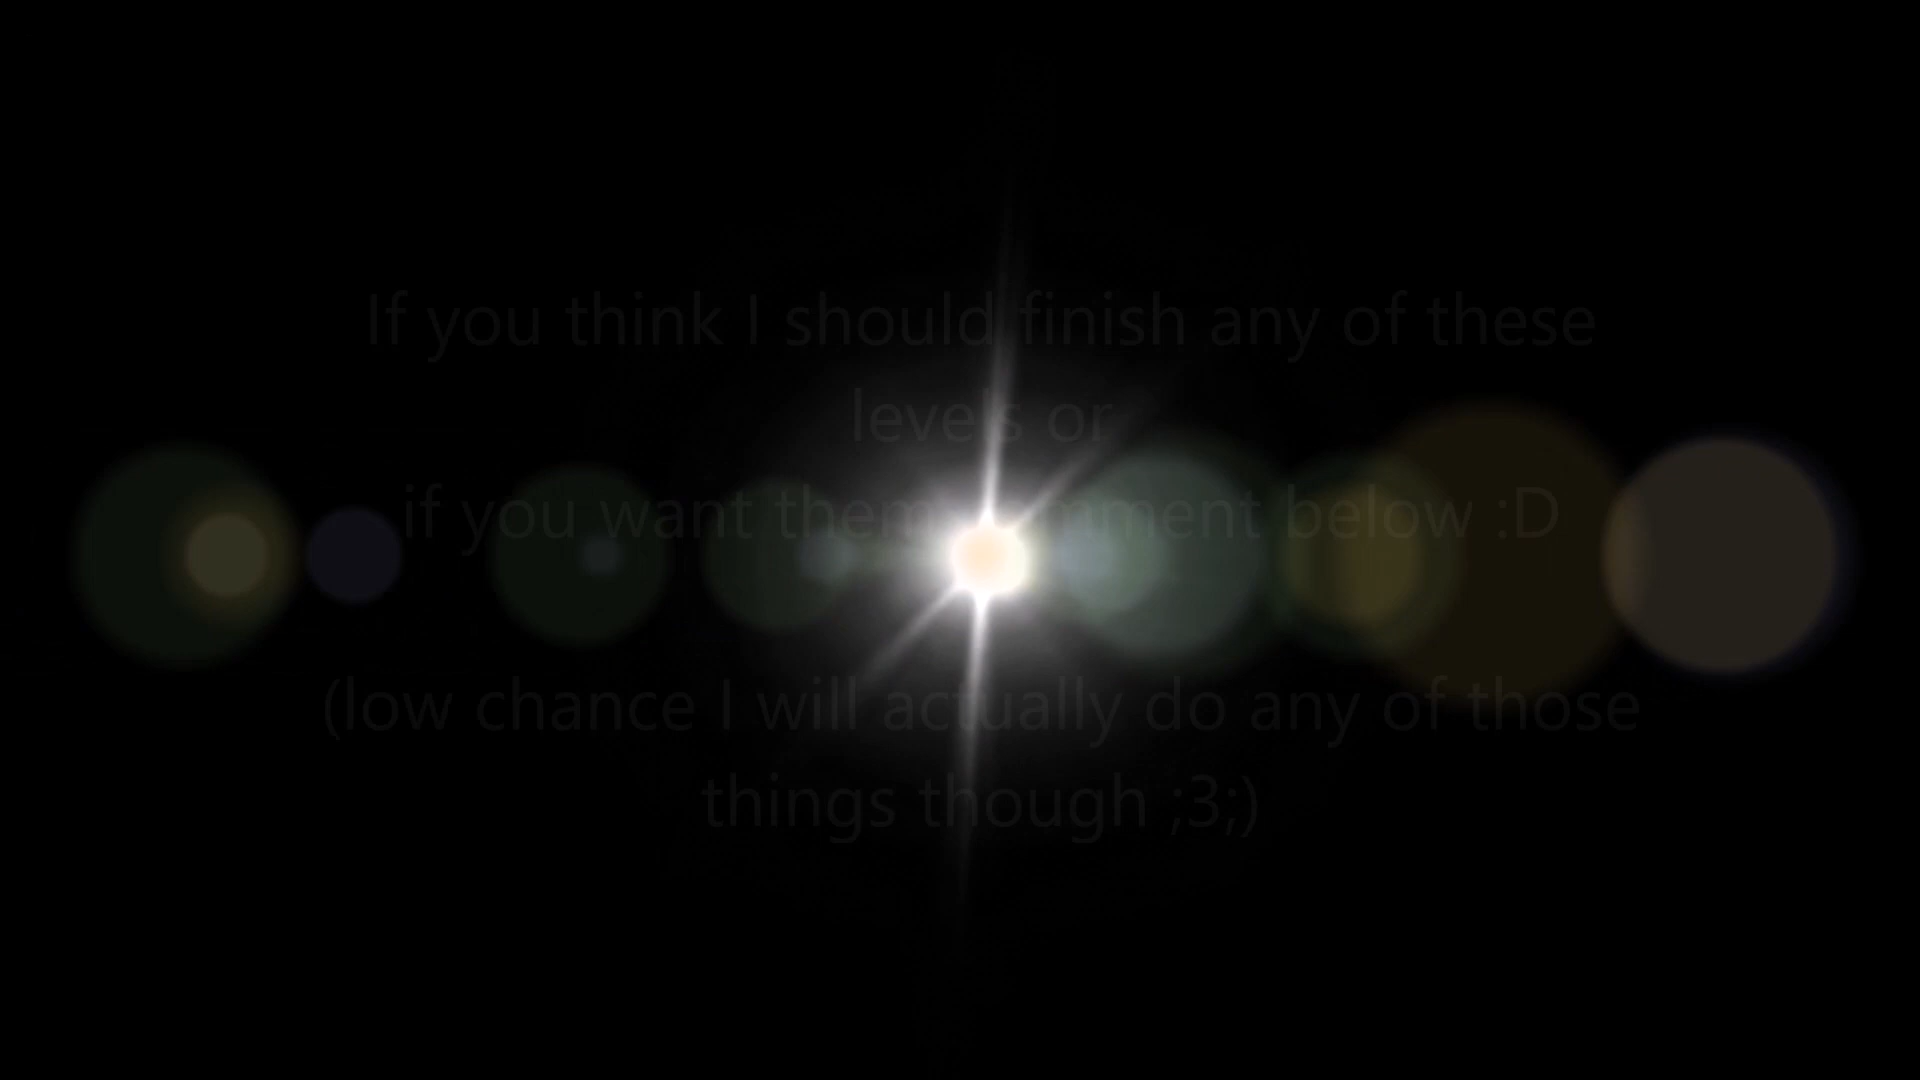 If you think I should finish any of these
levels or
if you want them comment below :D
(low chance I will actually do any of those
things though ;3;)